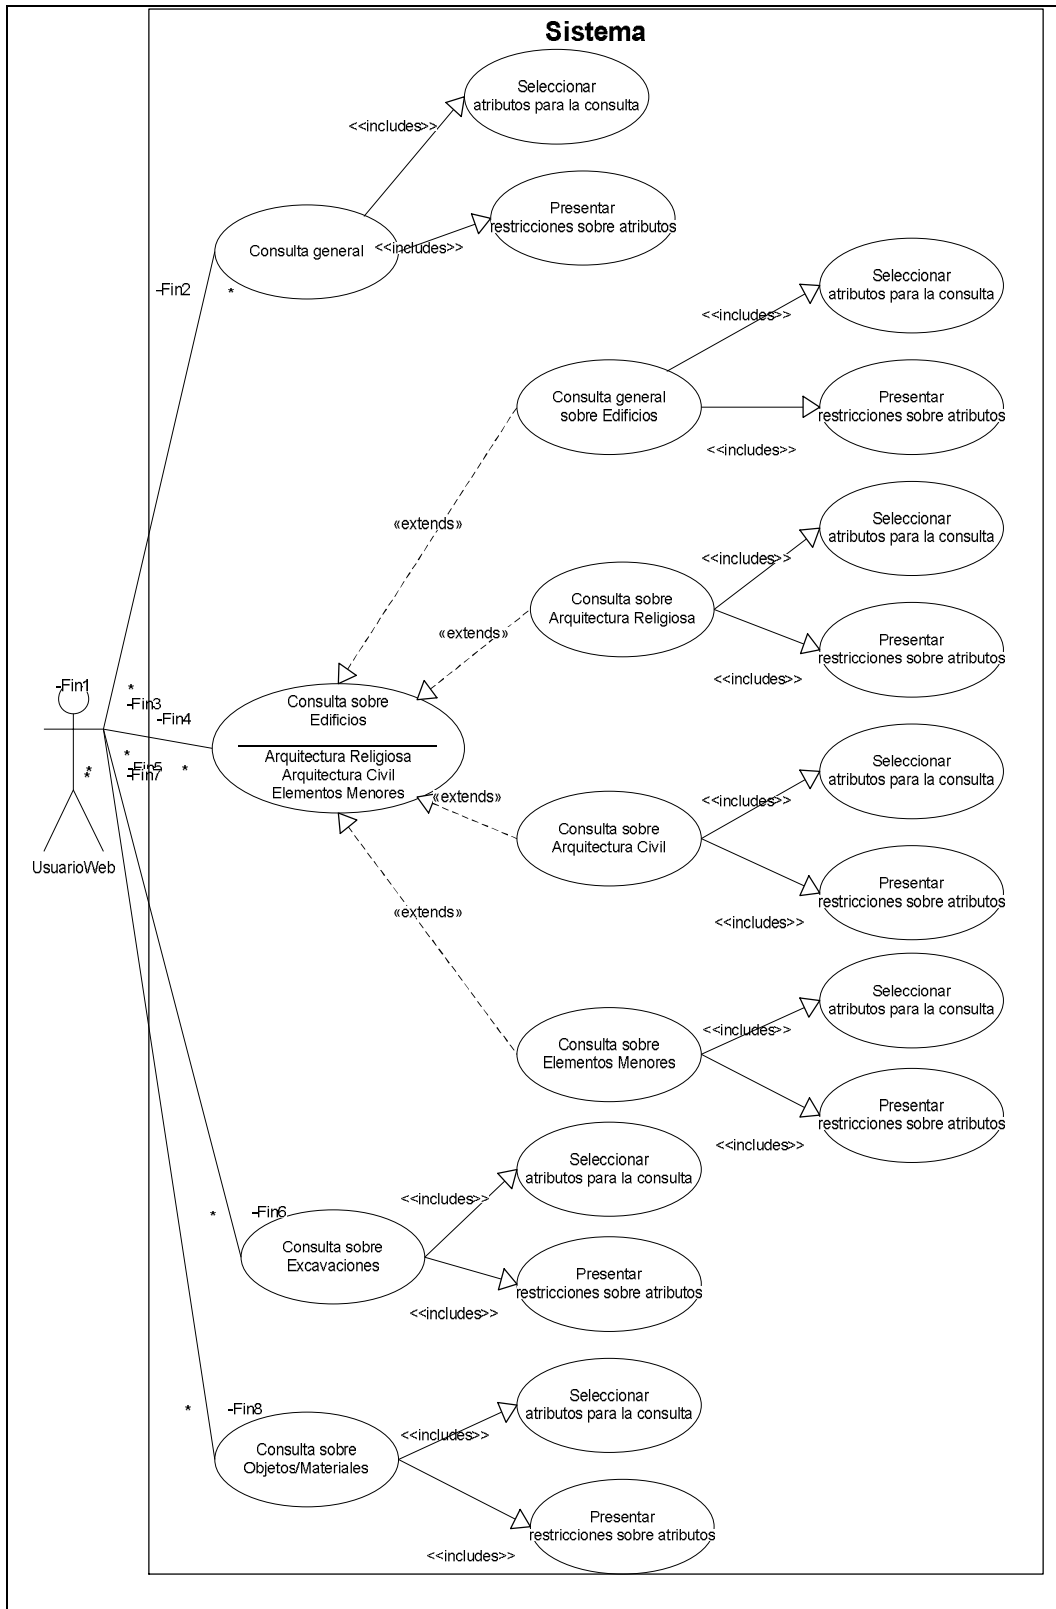 Sistema
Seleccionar
atributos para la consulta
<<includes>>
Presentar
restricciones sobre atributos
Consulta general
<<includes>>
-Fin2
*
Seleccionar
atributos para la consulta
<<includes>>
Consulta general
sobre Edificios
Presentar
restricciones sobre atributos
<<includes>>
«extends»
Seleccionar
atributos para la consulta
<<includes>>
Consulta sobre
Arquitectura Religiosa
«extends»
Presentar
restricciones sobre atributos
<<includes>>
-Fin1
*
-Fin3
-Fin4
Consulta sobre
Edificios
Arquitectura Religiosa
Arquitectura Civil
Elementos Menores
*
-Fin5
-Fin7
*
*
*
UsuarioWeb
Seleccionar
atributos para la consulta
<<includes>>
«extends»
Consulta sobre
Arquitectura Civil
Presentar
restricciones sobre atributos
<<includes>>
«extends»
Seleccionar
atributos para la consulta
<<includes>>
Consulta sobre
Elementos Menores
Presentar
restricciones sobre atributos
<<includes>>
Seleccionar
atributos para la consulta
<<includes>>
*
-Fin6
Consulta sobre
Excavaciones
Presentar
restricciones sobre atributos
<<includes>>
Seleccionar
atributos para la consulta
*
-Fin8
<<includes>>
Consulta sobre
Objetos/Materiales
Presentar
restricciones sobre atributos
<<includes>>